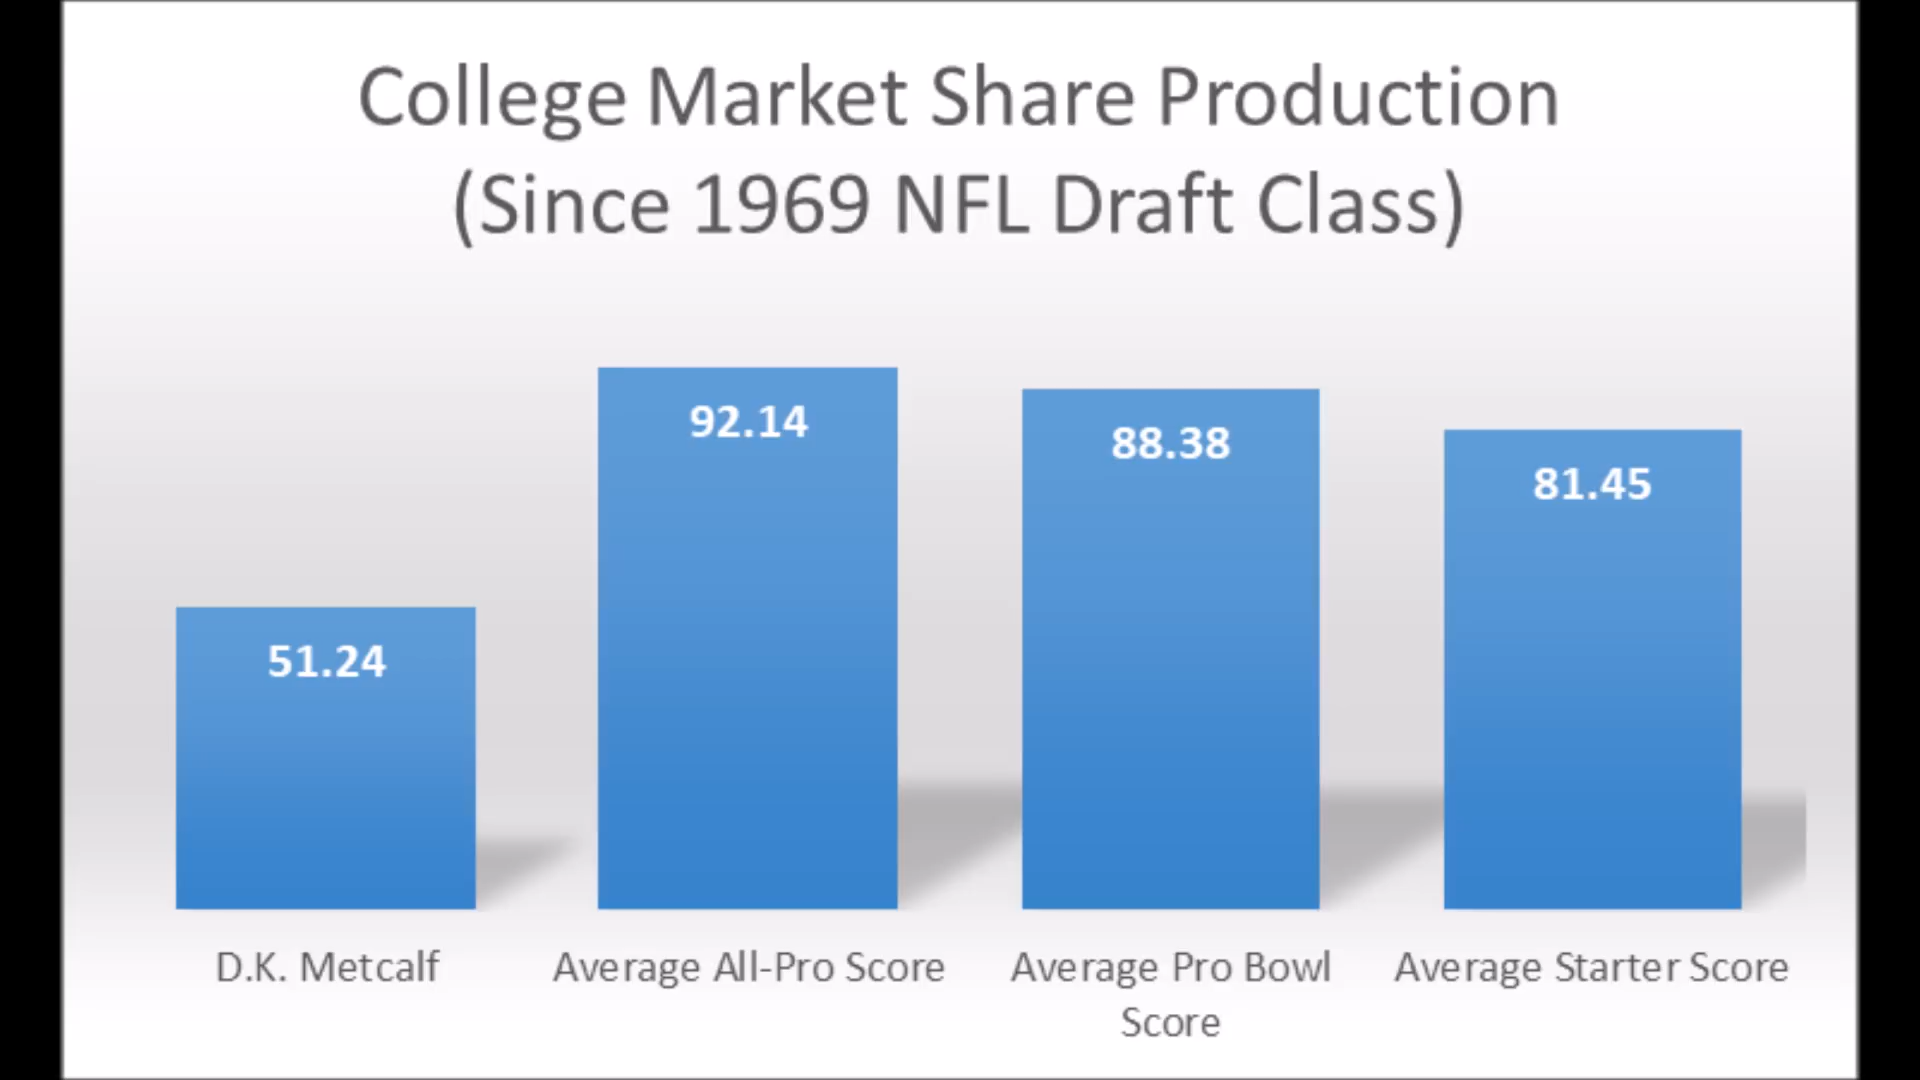 College Market Share Production
(Since 1969 NFL Draft Class)
51.24
92.14
88.38
81.45
D.K. Metcalf
Average All-Pro Score
Average Pro Bowl
Score
Average Starter Score